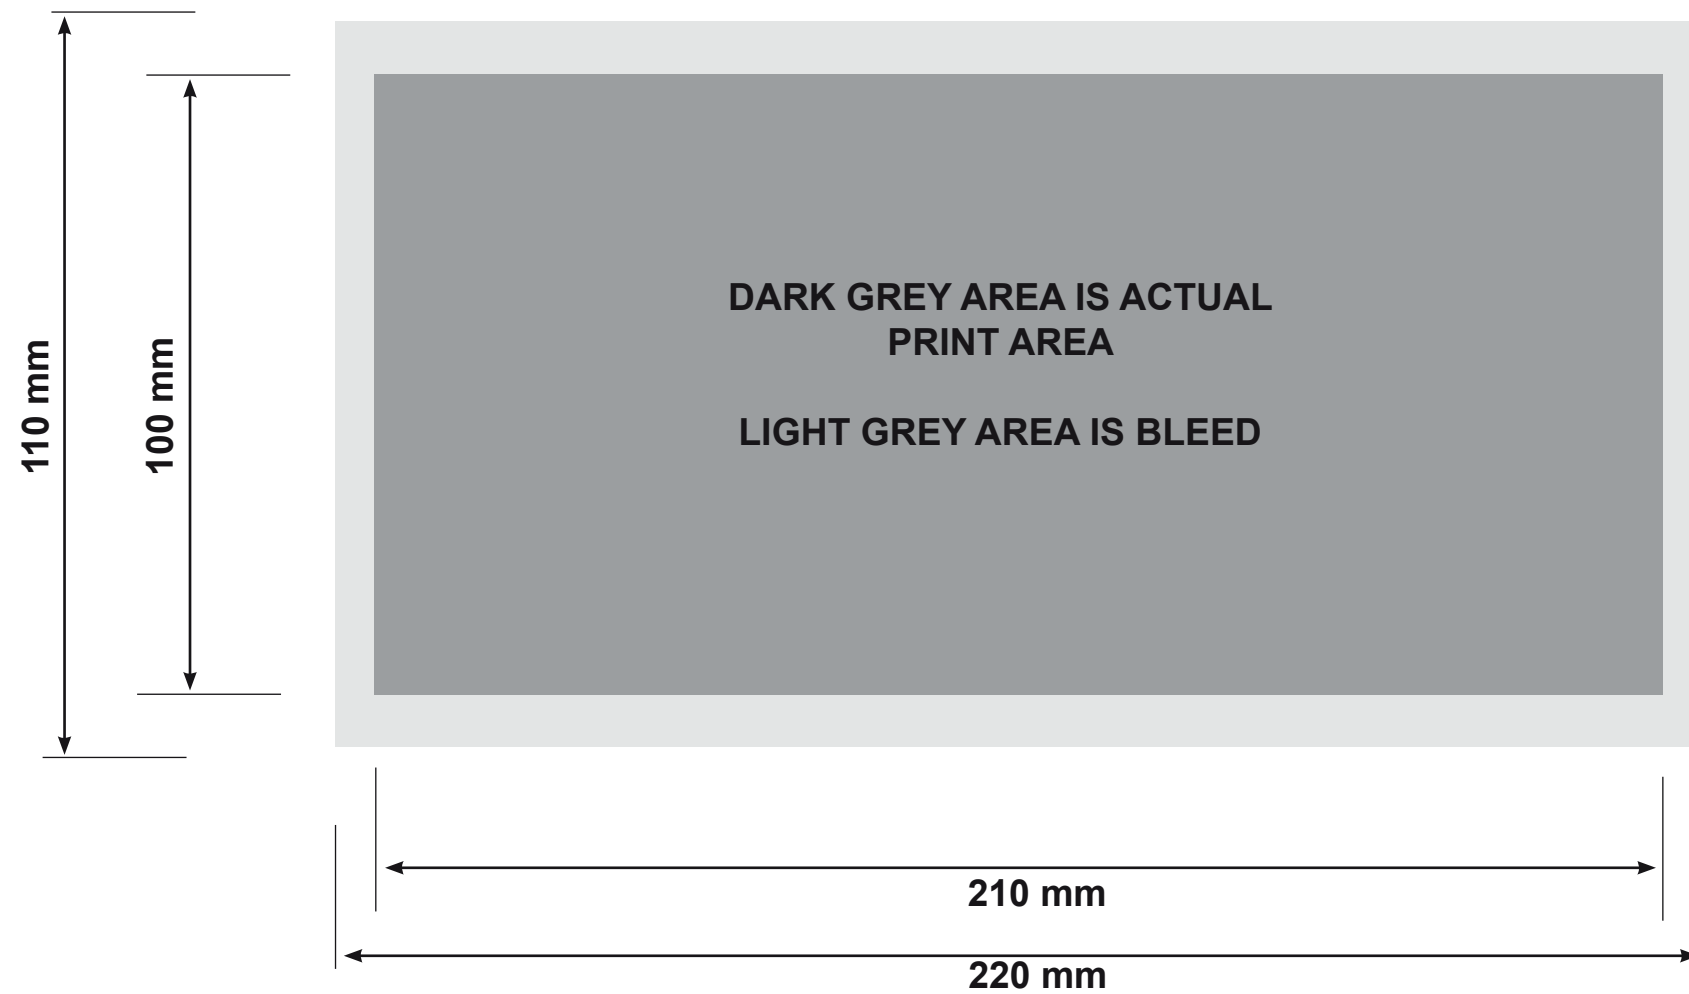 110 mm
100 mm
DARK GREY AREA IS ACTUAL
PRINT AREA
LIGHT GREY AREA IS BLEED
210 mm
220 mm